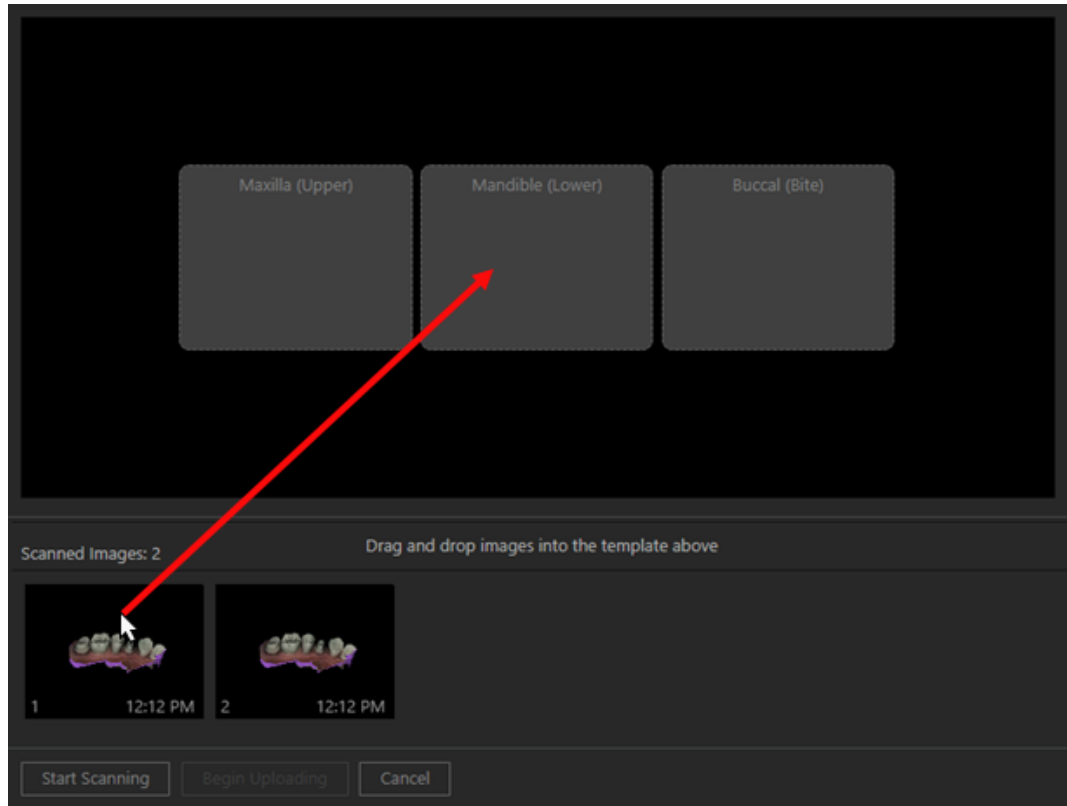 Maxilla (Upper) Mandible (Lower) Buccal (Bite)
Scanned Images: 2 Drag and drop images into the template above
1 12:12 PM 2 12:12 PM
Start Scanning Begin Uploading Cancel